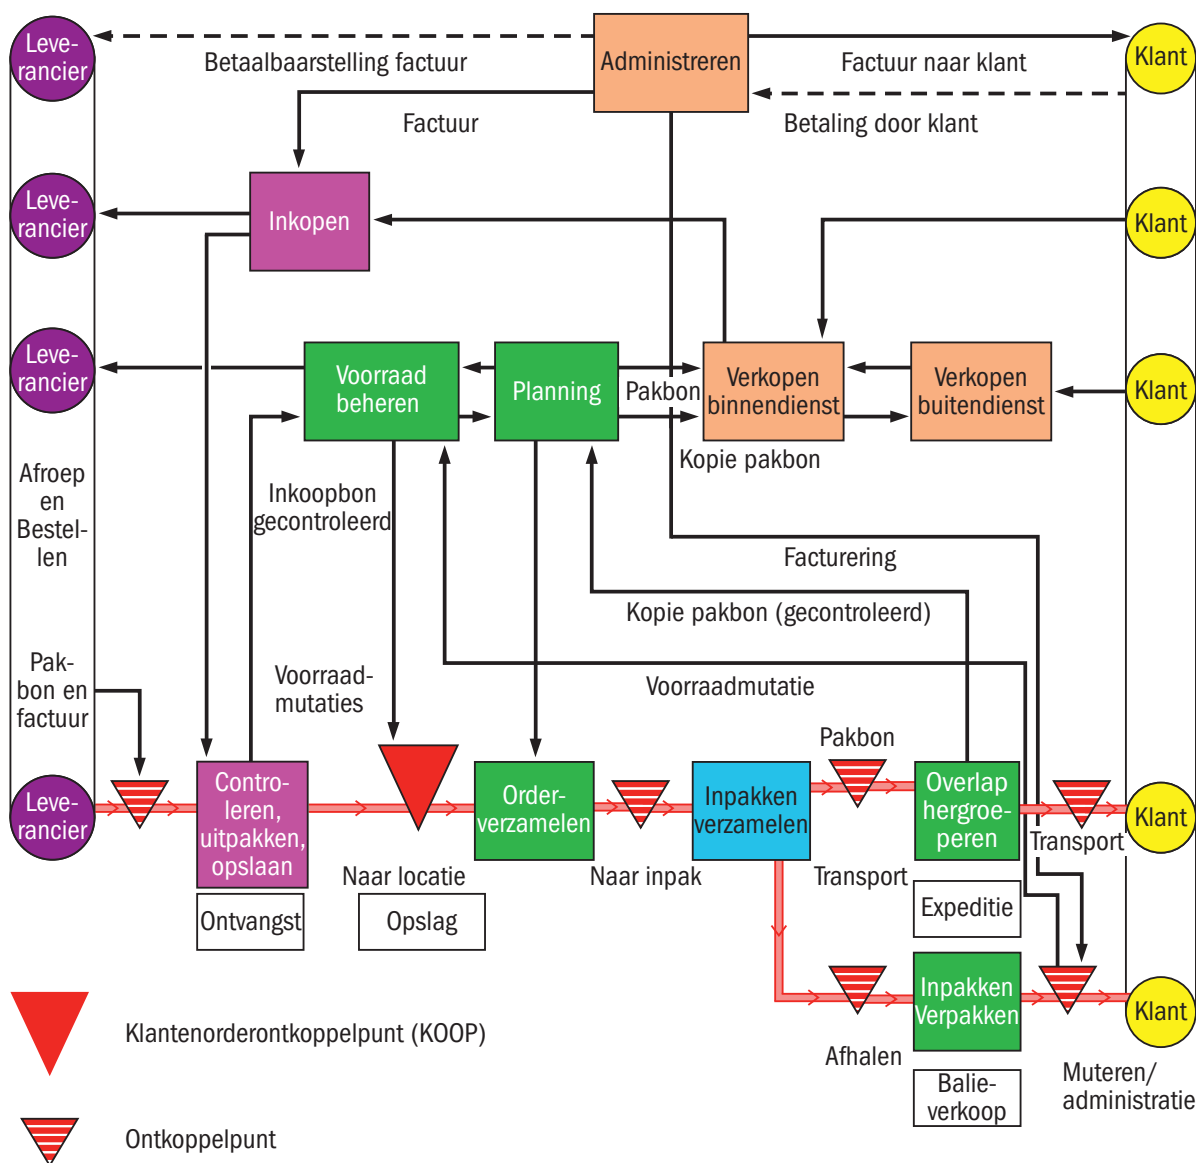 Leve-
rancier
Betaalbaarstelling factuur
Administreren
Factuur naar klant
Klant
Factuur
Betaling door klant
Leve-
rancier
Inkopen
Klant
Leve-
rancier
Voorraad
beheren
Planning
Pakbon
Verkopen
binnendienst
Verkopen
buitendienst
Klant
Kopie pakbon
Afroep
en
Bestel-
len
Inkoopbon
gecontroleerd
Facturering
Kopie pakbon (gecontroleerd)
Pak-
bon en
factuur
Voorraad-
mutaties
Voorraadmutatie
Pakbon
Leve-
rancier
Contro-
leren,
uitpakken,
opslaan
Order-
verzamelen
Inpakken
verzamelen
Overlap
hergroe-
peren
Transport
Klant
Naar locatie
Naar inpak
Transport
Ontvangst
Opslag
Expeditie
Inpakken
Verpakken
Klant
Klantenorderontkoppelpunt (KOOP)
Afhalen
Muteren/
administratie
Balie-
verkoop
Ontkoppelpunt